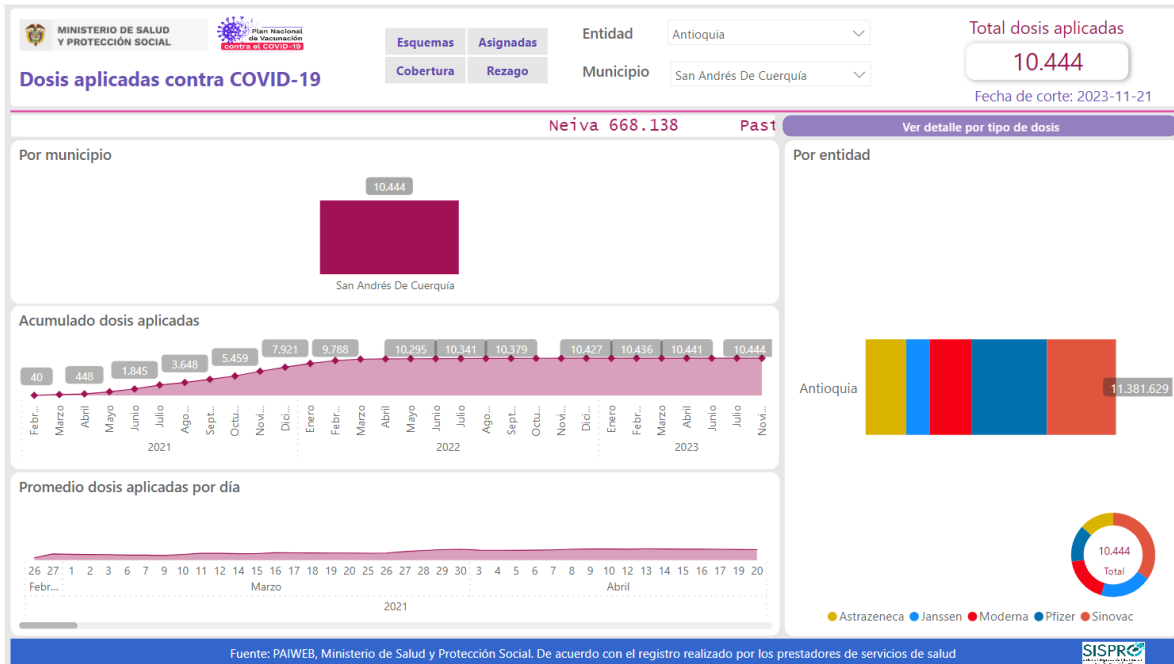 MINISTERIO DE SALUD
Y PROTECCIÓN SOCIAL
Plan Nacional
de Vacunación
contra el COVID-19
Dosis aplicadas contra COVID-19
Esquemas
Asignadas
Cobertura
Rezago
Entidad
Antioquia
Municipio
San Andrés De Cuerquía
Total dosis aplicadas
10.444
Fecha de corte: 2023-11-21
Neiva 668.138 Past
Ver detalle por tipo de dosis
Por municipio
10.444
San Andrés De Cuerquía
Acumulado dosis aplicadas
40 448 1.845 3.648 5.459 7.921 9.788 10.295 10.341 10.379 10.427 10.436 10.441 10.444
Febr... Marzo Abril Mayo Junio Julio Ago... Sept... Octu... Novi... Dici... Enero Febr... Marzo Abril Mayo Junio Julio Ago... Sept... Octu... Novi... Dici... Enero Febr... Marzo Abril Junio Julio Novi...
2021 2022 2023
Promedio dosis aplicadas por día
26 27 1 2 3 6 7 9 10 11 12 14 15 16 17 18 19 20 25 26 27 28 29 30 3 4 5 6 7 8 9 10 12 13 14 15 16 17 19 20
Febr... Marzo Abril
2021
Por entidad
Antioquia
11.381.629
10.444
Total
Astrazeneca Janssen Moderna Pfizer Sinovac
Fuente: PAIWEB, Ministerio de Salud y Protección Social. De acuerdo con el registro realizado por los prestadores de servicios de salud
SISPRO